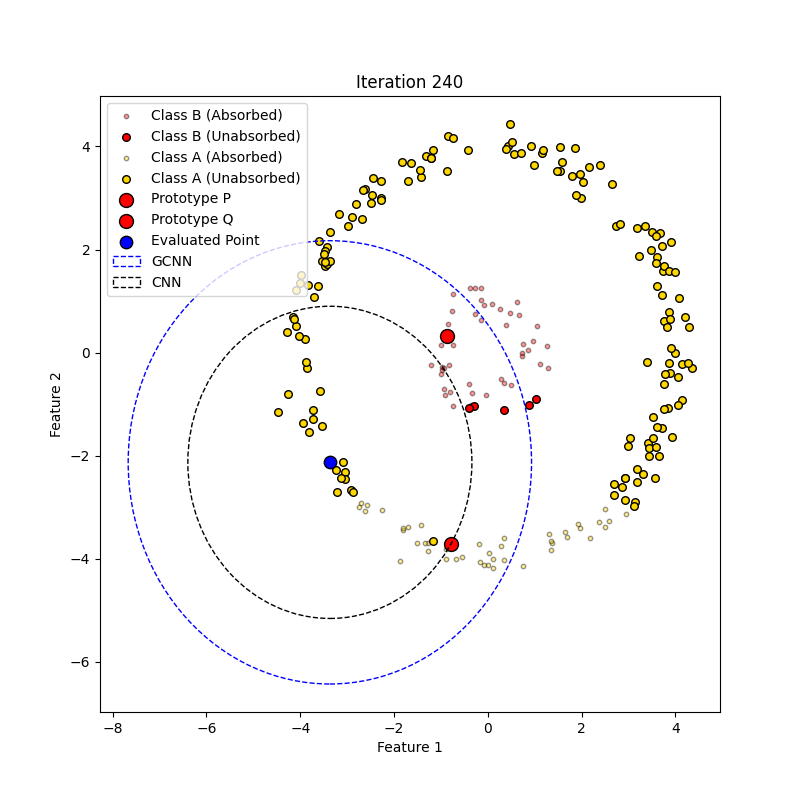 Iteration 240
Class B (Absorbed)
Class B (Unabsorbed)
Class A (Absorbed)
Class A (Unabsorbed)
Prototype P
Prototype Q
Evaluated Point
GCNN
CNN
Feature 2
4
2
0
−2
−4
−6
−8
−6
−4
−2
0
2
4
Feature 1